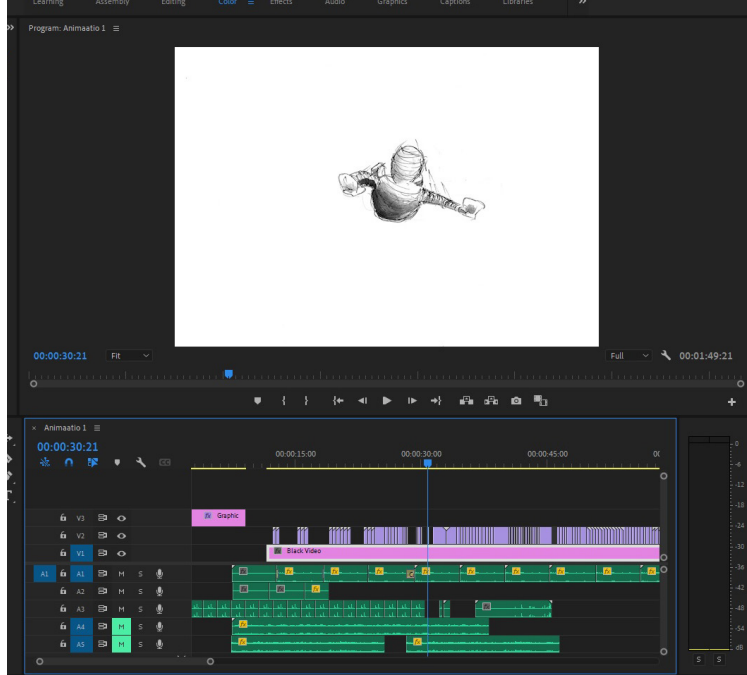 Learning Assembly Editing Color Effects Audio Graphics Captions Libraries
Program: Animaatio 1
00:00:30:21 Fit Full 00:01:49:21
Animaatio 1
00:00:30:21
00:00:15:00 00:00:30:00 00:00:45:00
V3 Graphic
V2
V1 Black Video
A1 A1 M S
A2 M S
A3 M S
A4 M S
A5 M S
0
-6
-12
-18
-24
-30
-36
-42
-48
-54
dB
S S